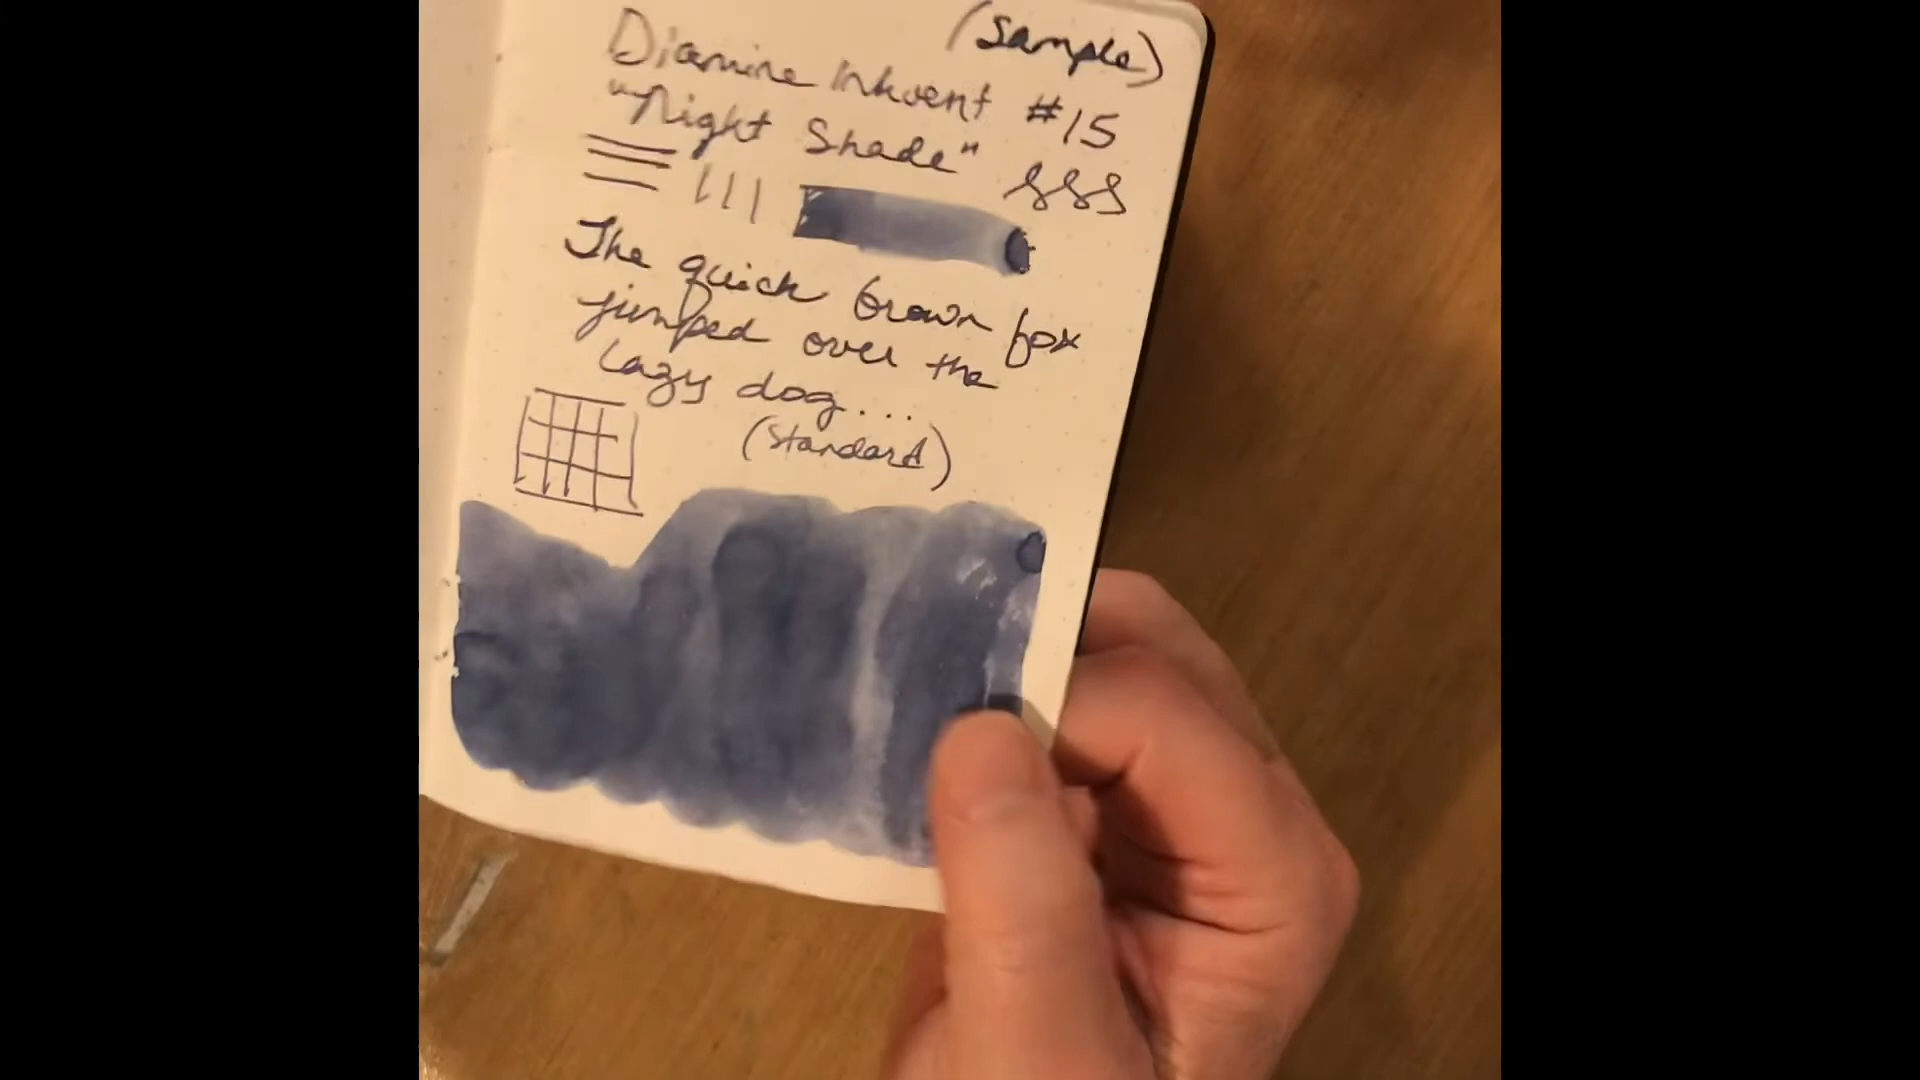 (Sample)
Diamine Inkvent #15
"Night Shade"
The quick brown fox
jumped over the
lazy dog...
(Standard)